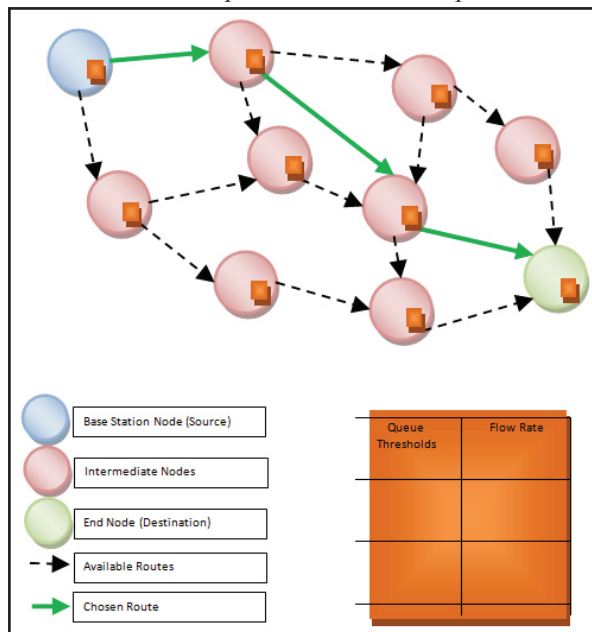 Base Station Node (Source)
Intermediate Nodes
End Node (Destination)
Available Routes
Chosen Route
Queue
Thresholds
Flow Rate